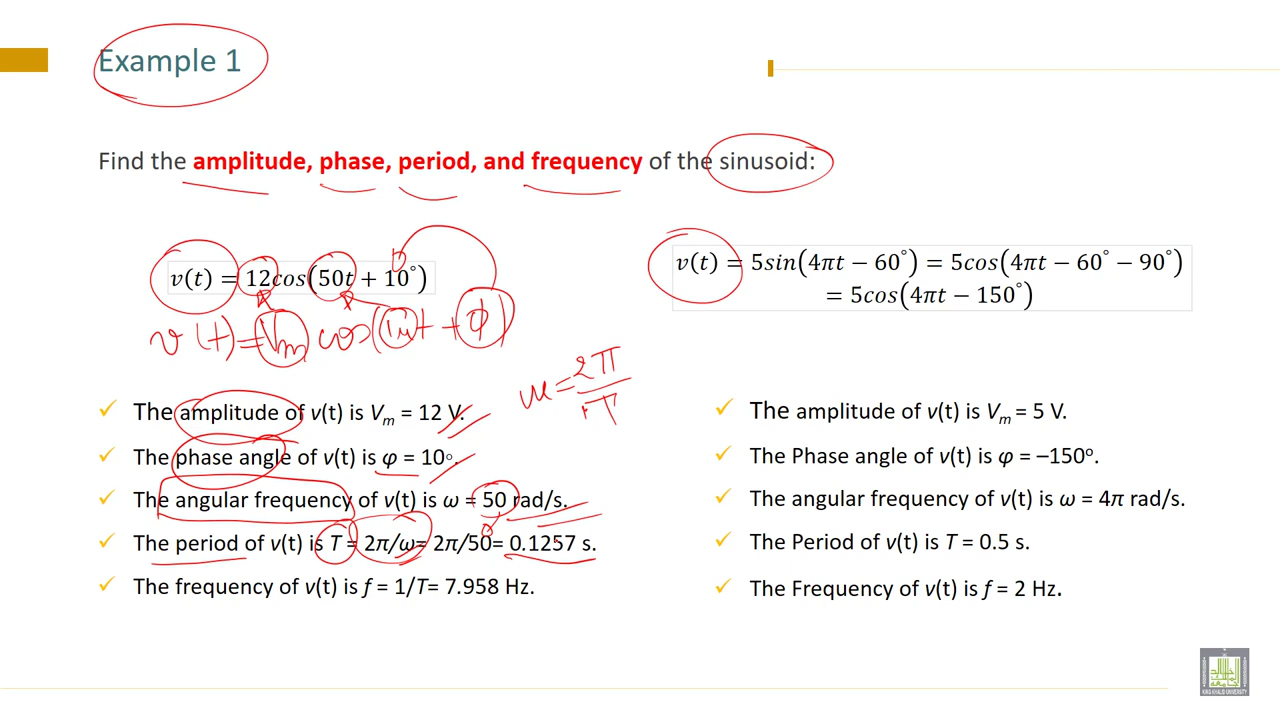 Example 1
Find the amplitude, phase, period, and frequency of the sinusoid:
v(t) = 12cos(50t + 10°)
v(t) = Vm cos(ωt + φ)
ω = 2π/T
The amplitude of v(t) is Vm = 12 V.
The phase angle of v(t) is φ = 10°.
The angular frequency of v(t) is ω = 50 rad/s.
The period of v(t) is T = 2π/ω= 2π/50= 0.1257 s.
The frequency of v(t) is f = 1/T= 7.958 Hz.
v(t) = 5sin(4πt − 60°) = 5cos(4πt − 60° − 90°)
= 5cos(4πt − 150°)
The amplitude of v(t) is Vm = 5 V.
The Phase angle of v(t) is φ = –150º.
The angular frequency of v(t) is ω = 4π rad/s.
The Period of v(t) is T = 0.5 s.
The Frequency of v(t) is f = 2 Hz.
KING KHALID UNIVERSITY